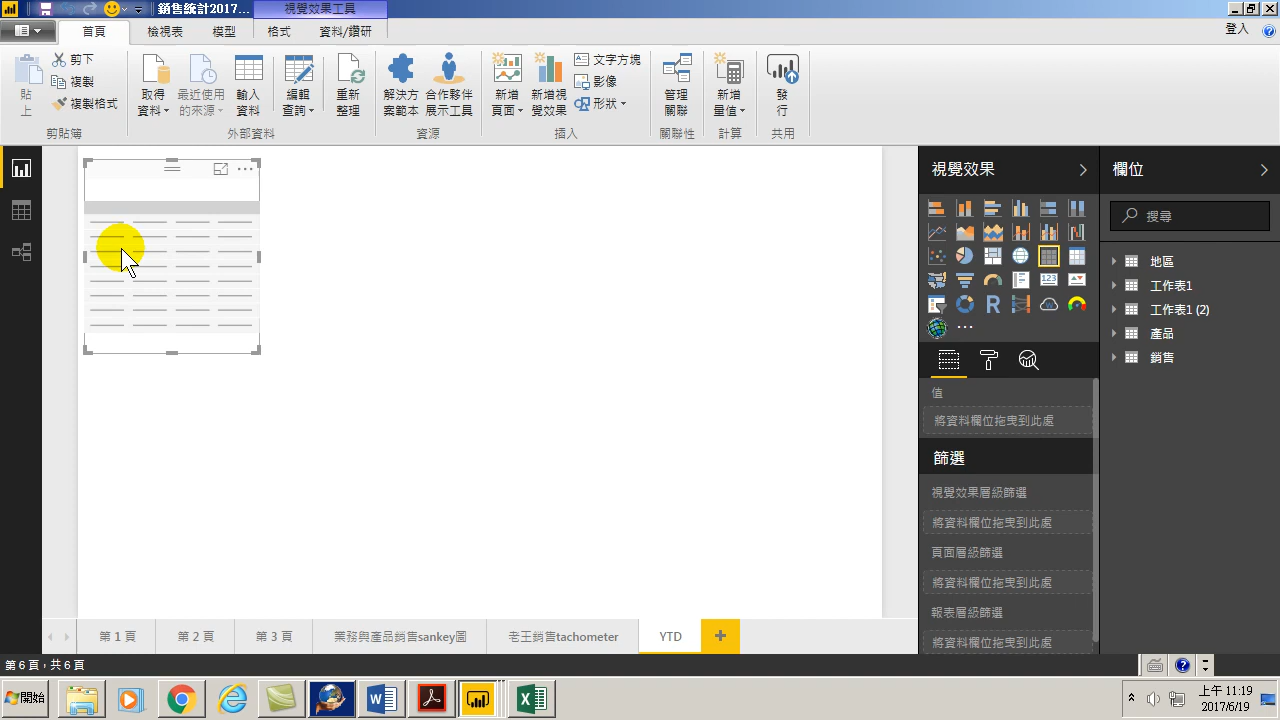 銷售統計2017...
視覺效果工具
首頁
檢視表
模型
格式
資料/鑽研
登入
貼上
剪下
複製
複製格式
剪貼簿
取得資料
最近使用的來源
輸入資料
編輯查詢
重新整理
外部資料
解決方案範本
合作夥伴展示工具
資源
新增頁面
新增視覺效果
文字方塊
影像
形狀
插入
管理關聯
關聯性
新增量值
計算
發行
共用
視覺效果
R
123
值
將資料欄位拖曳到此處
篩選
視覺效果層級篩選
將資料欄位拖曳到此處
頁面層級篩選
將資料欄位拖曳到此處
報表層級篩選
將資料欄位拖曳到此處
欄位
搜尋
地區
工作表1
工作表1 (2)
產品
銷售
第 1 頁
第 2 頁
第 3 頁
業務與產品銷售sankey圖
老王銷售tachometer
YTD
第 6 頁，共 6 頁
開始
上午 11:19
2017/6/19